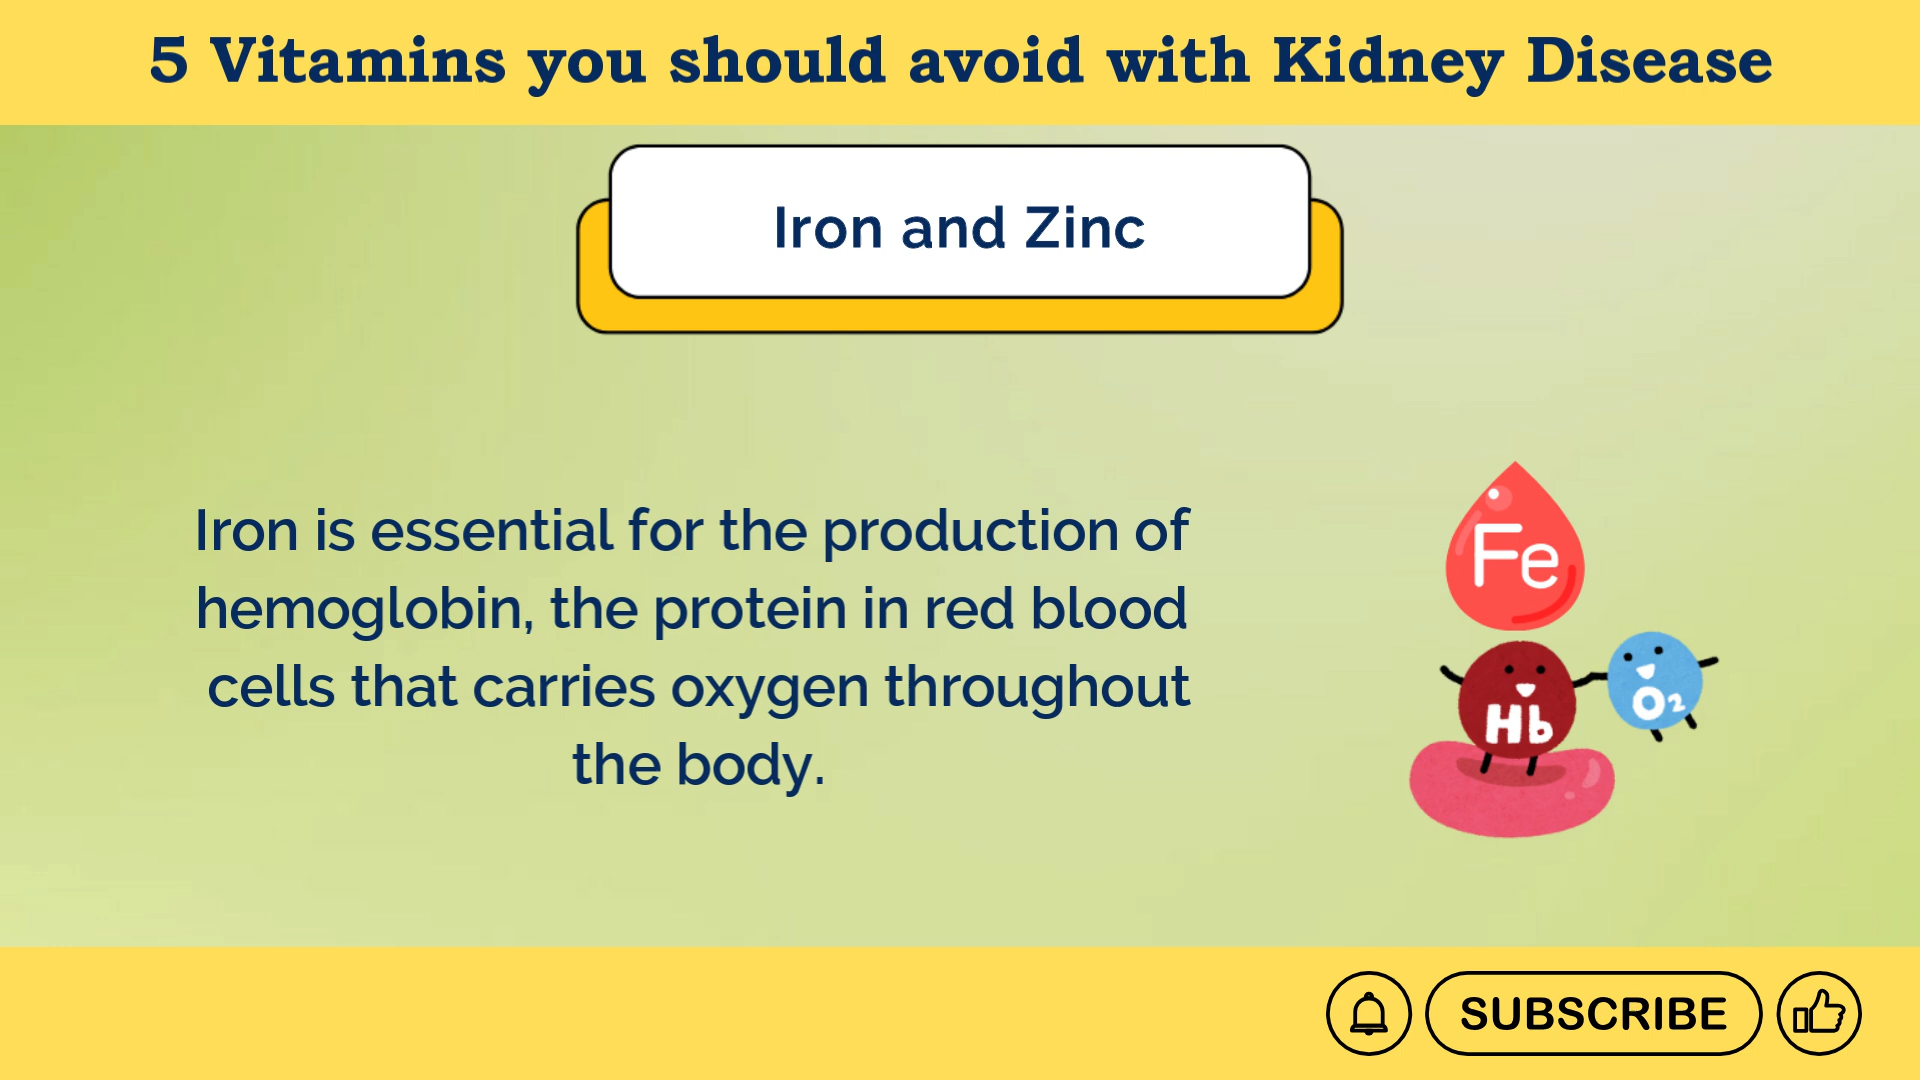 5 Vitamins you should avoid with Kidney Disease
Iron and Zinc
Iron is essential for the production of
hemoglobin, the protein in red blood
cells that carries oxygen throughout
the body.
Fe
Hb
O2
SUBSCRIBE